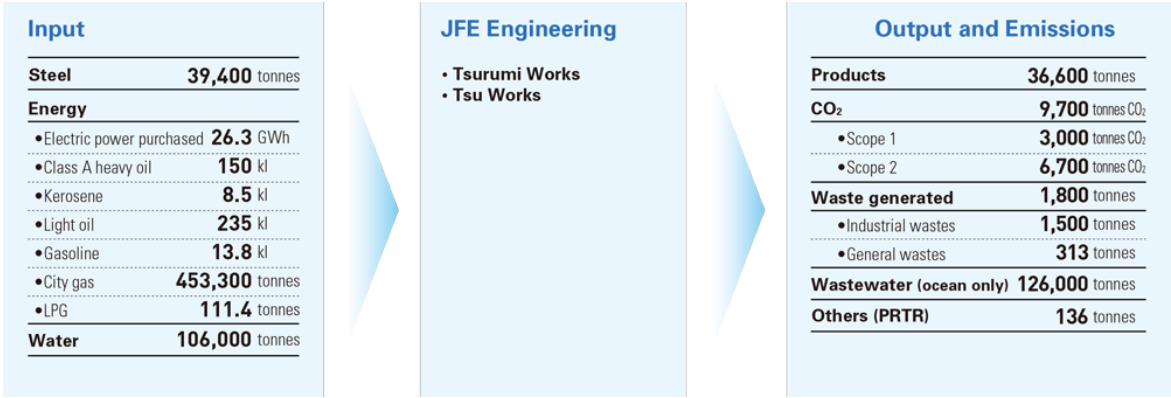 Input
Steel 39,400 tonnes
Energy
•Electric power purchased 26.3 GWh
•Class A heavy oil 150 kl
•Kerosene 8.5 kl
•Light oil 235 kl
•Gasoline 13.8 kl
•City gas 453,300 tonnes
•LPG 111.4 tonnes
Water 106,000 tonnes
JFE Engineering
• Tsurumi Works
• Tsu Works
Output and Emissions
Products 36,600 tonnes
CO₂ 9,700 tonnes CO₂
•Scope 1 3,000 tonnes CO₂
•Scope 2 6,700 tonnes CO₂
Waste generated 1,800 tonnes
•Industrial wastes 1,500 tonnes
•General wastes 313 tonnes
Wastewater (ocean only) 126,000 tonnes
Others (PRTR) 136 tonnes